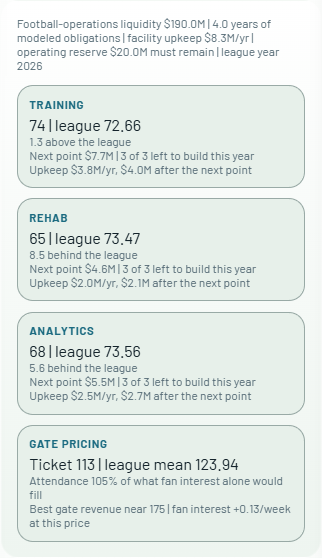 Football-operations liquidity $190.0M | 4.0 years of
modeled obligations | facility upkeep $8.3M/yr |
operating reserve $20.0M must remain | league year
2026
TRAINING
74 | league 72.66
1.3 above the league
Next point $7.7M | 3 of 3 left to build this year
Upkeep $3.8M/yr, $4.0M after the next point
REHAB
65 | league 73.47
8.5 behind the league
Next point $4.6M | 3 of 3 left to build this year
Upkeep $2.0M/yr, $2.1M after the next point
ANALYTICS
68 | league 73.56
5.6 behind the league
Next point $5.5M | 3 of 3 left to build this year
Upkeep $2.5M/yr, $2.7M after the next point
GATE PRICING
Ticket 113 | league mean 123.94
Attendance 105% of what fan interest alone would
fill
Best gate revenue near 175 | fan interest +0.13/week
at this price